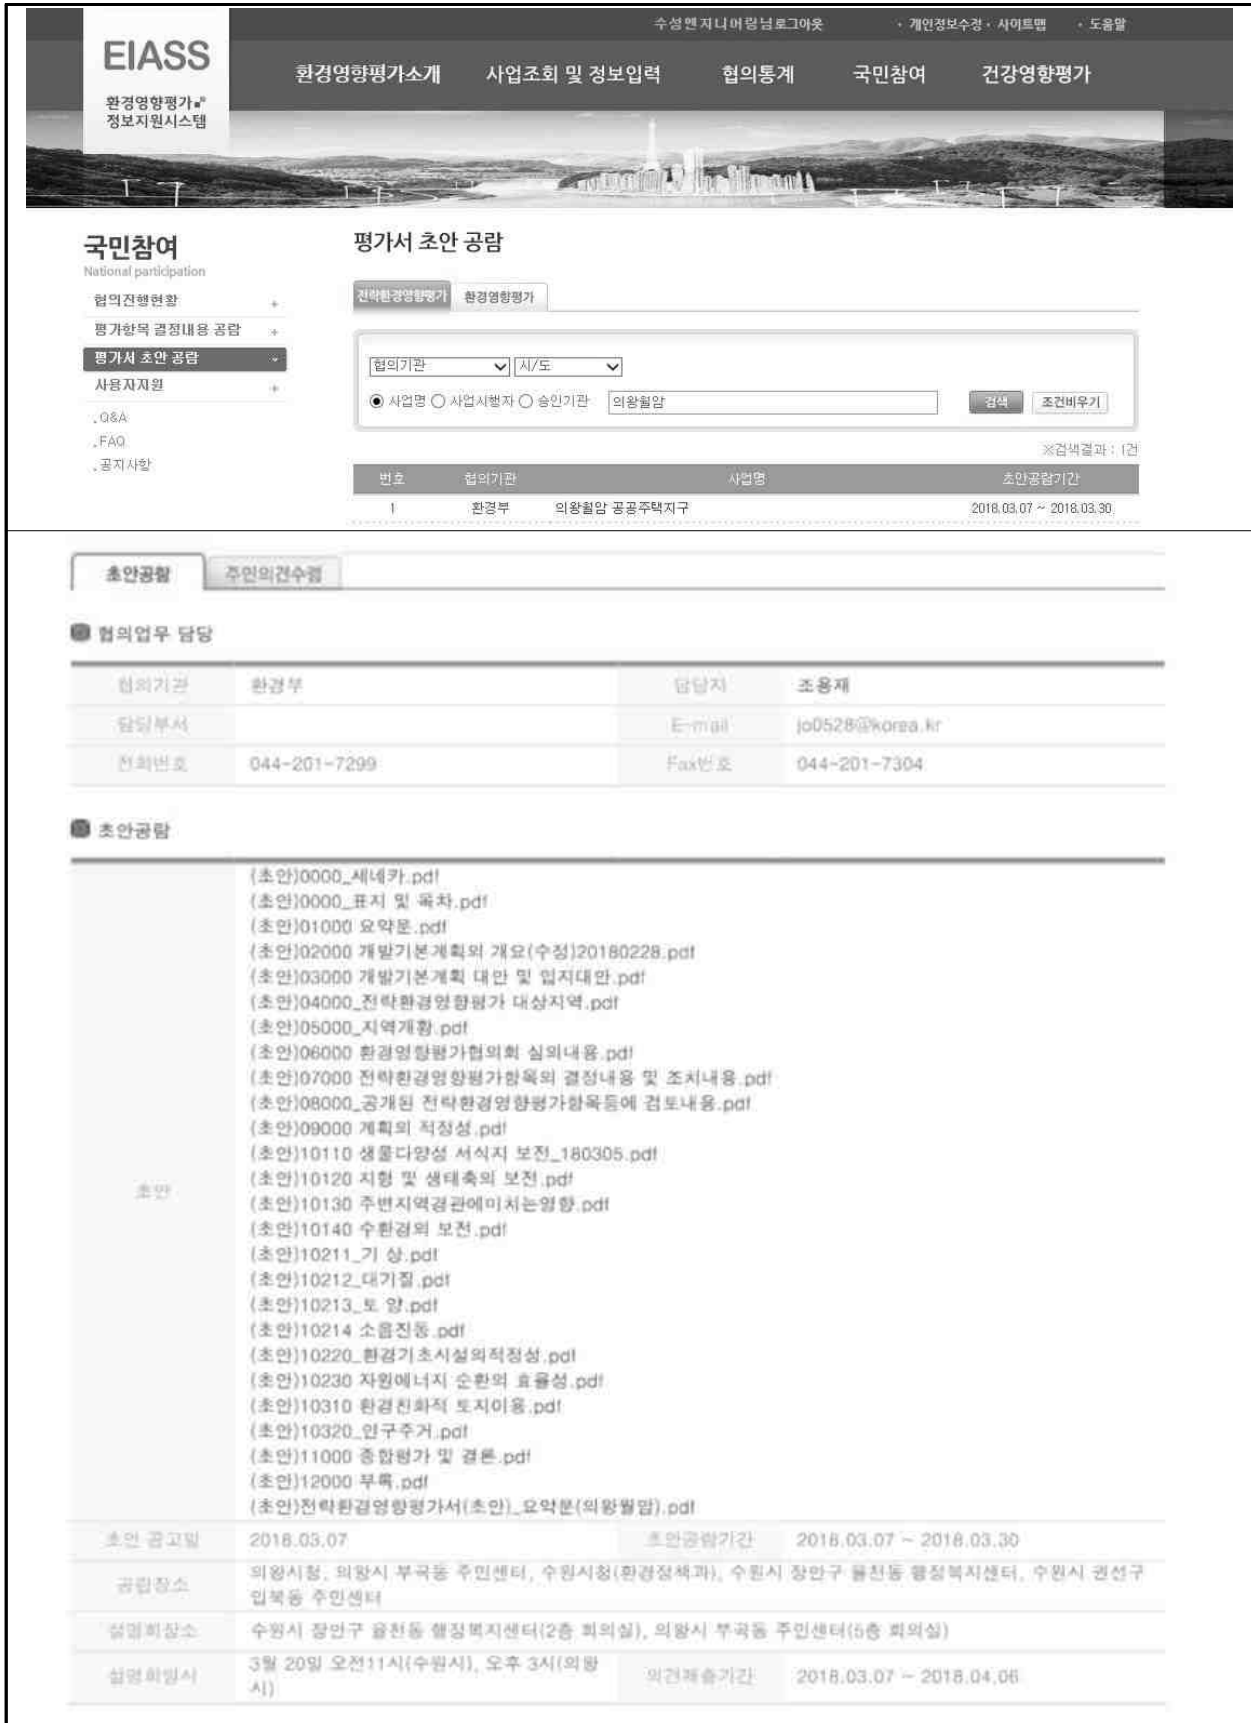 수성엔지니어링님로그아웃 · 개인정보수정 · 사이트맵 · 도움말
EIASS
환경영향평가
정보지원시스템
환경영향평가소개 사업조회 및 정보입력 협의통계 국민참여 건강영향평가
국민참여
National participation
협의진행현황 +
평가항목 결정내용 공람 +
평가서 초안 공람
사용자지원 +
Q&A
FAQ
공지사항
평가서 초안 공람
전략환경영향평가 환경영향평가
협의기관 시/도
사업명 사업시행자 승인기관 의왕월암 검색 조건비우기
※검색결과 : 1건
번호 협의기관 사업명 초안공람기간
1 환경부 의왕월암 공공주택지구 2018.03.07 ~ 2018.03.30
초안공람 주민의견수렴
협의업무 담당
협의기관 환경부 담당자 조용재
담당부서 E-mail jo0528@korea.kr
전화번호 044-201-7299 Fax번호 044-201-7304
초안공람
초안
(초안)0000_세네카.pdf
(초안)0000_표지 및 목차.pdf
(초안)01000 요약문.pdf
(초안)02000 개발기본계획의 개요(수정)20180228.pdf
(초안)03000 개발기본계획 대안 및 입지대안.pdf
(초안)04000_전략환경영향평가 대상지역.pdf
(초안)05000_지역개황.pdf
(초안)06000 환경영향평가협의회 심의내용.pdf
(초안)07000 전략환경영향평가항목의 결정내용 및 조치내용.pdf
(초안)08000_공개된 전략환경영향평가항목등에 검토내용.pdf
(초안)09000 계획의 적정성.pdf
(초안)10110 생물다양성 서식지 보전_180305.pdf
(초안)10120 지형 및 생태축의 보전.pdf
(초안)10130 주변지역경관에미치는영향.pdf
(초안)10140 수환경의 보전.pdf
(초안)10211_기 상.pdf
(초안)10212_대기질.pdf
(초안)10213_토 양.pdf
(초안)10214 소음진동.pdf
(초안)10220_환경기초시설의적정성.pdf
(초안)10230 자원에너지 순환의 효율성.pdf
(초안)10310 환경친화적 토지이용.pdf
(초안)10320_인구주거.pdf
(초안)11000 종합평가 및 결론.pdf
(초안)12000 부록.pdf
(초안)전략환경영향평가서(초안)_요약문(의왕월암).pdf
초안 공고일 2018.03.07 초안공람기간 2018.03.07 ~ 2018.03.30
공람장소 의왕시청, 의왕시 부곡동 주민센터, 수원시청(환경정책과), 수원시 장안구 율천동 행정복지센터, 수원시 권선구
입북동 주민센터
설명회장소 수원시 장안구 율천동 행정복지센터(2층 회의실), 의왕시 부곡동 주민센터(5층 회의실)
설명회일시 3월 20일 오전11시(수원시), 오후 3시(의왕
시) 의견제출기간 2018.03.07 ~ 2018.04.06